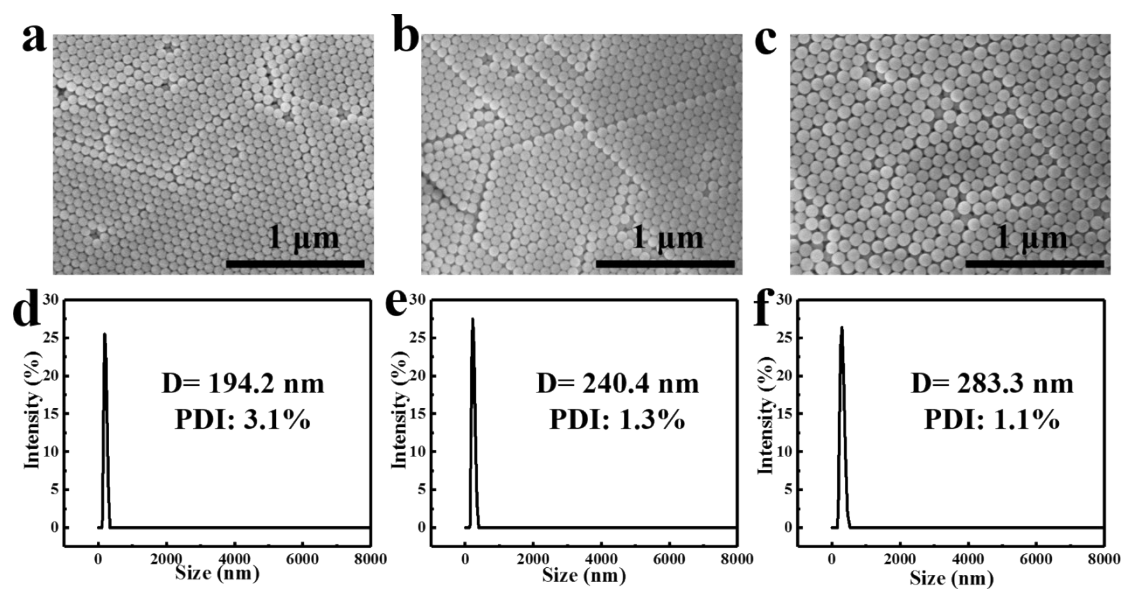 a
b
c
1 μm
1 μm
1 μm
d
e
f
30
25
20
15
10
5
0
Intensity (%)
D= 194.2 nm
PDI: 3.1%
0 2000 4000 6000 8000
Size (nm)
30
25
20
15
10
5
0
Intensity (%)
D= 240.4 nm
PDI: 1.3%
0 2000 4000 6000 8000
Size (nm)
30
25
20
15
10
5
0
Intensity (%)
D= 283.3 nm
PDI: 1.1%
0 2000 4000 6000 8000
Size (nm)